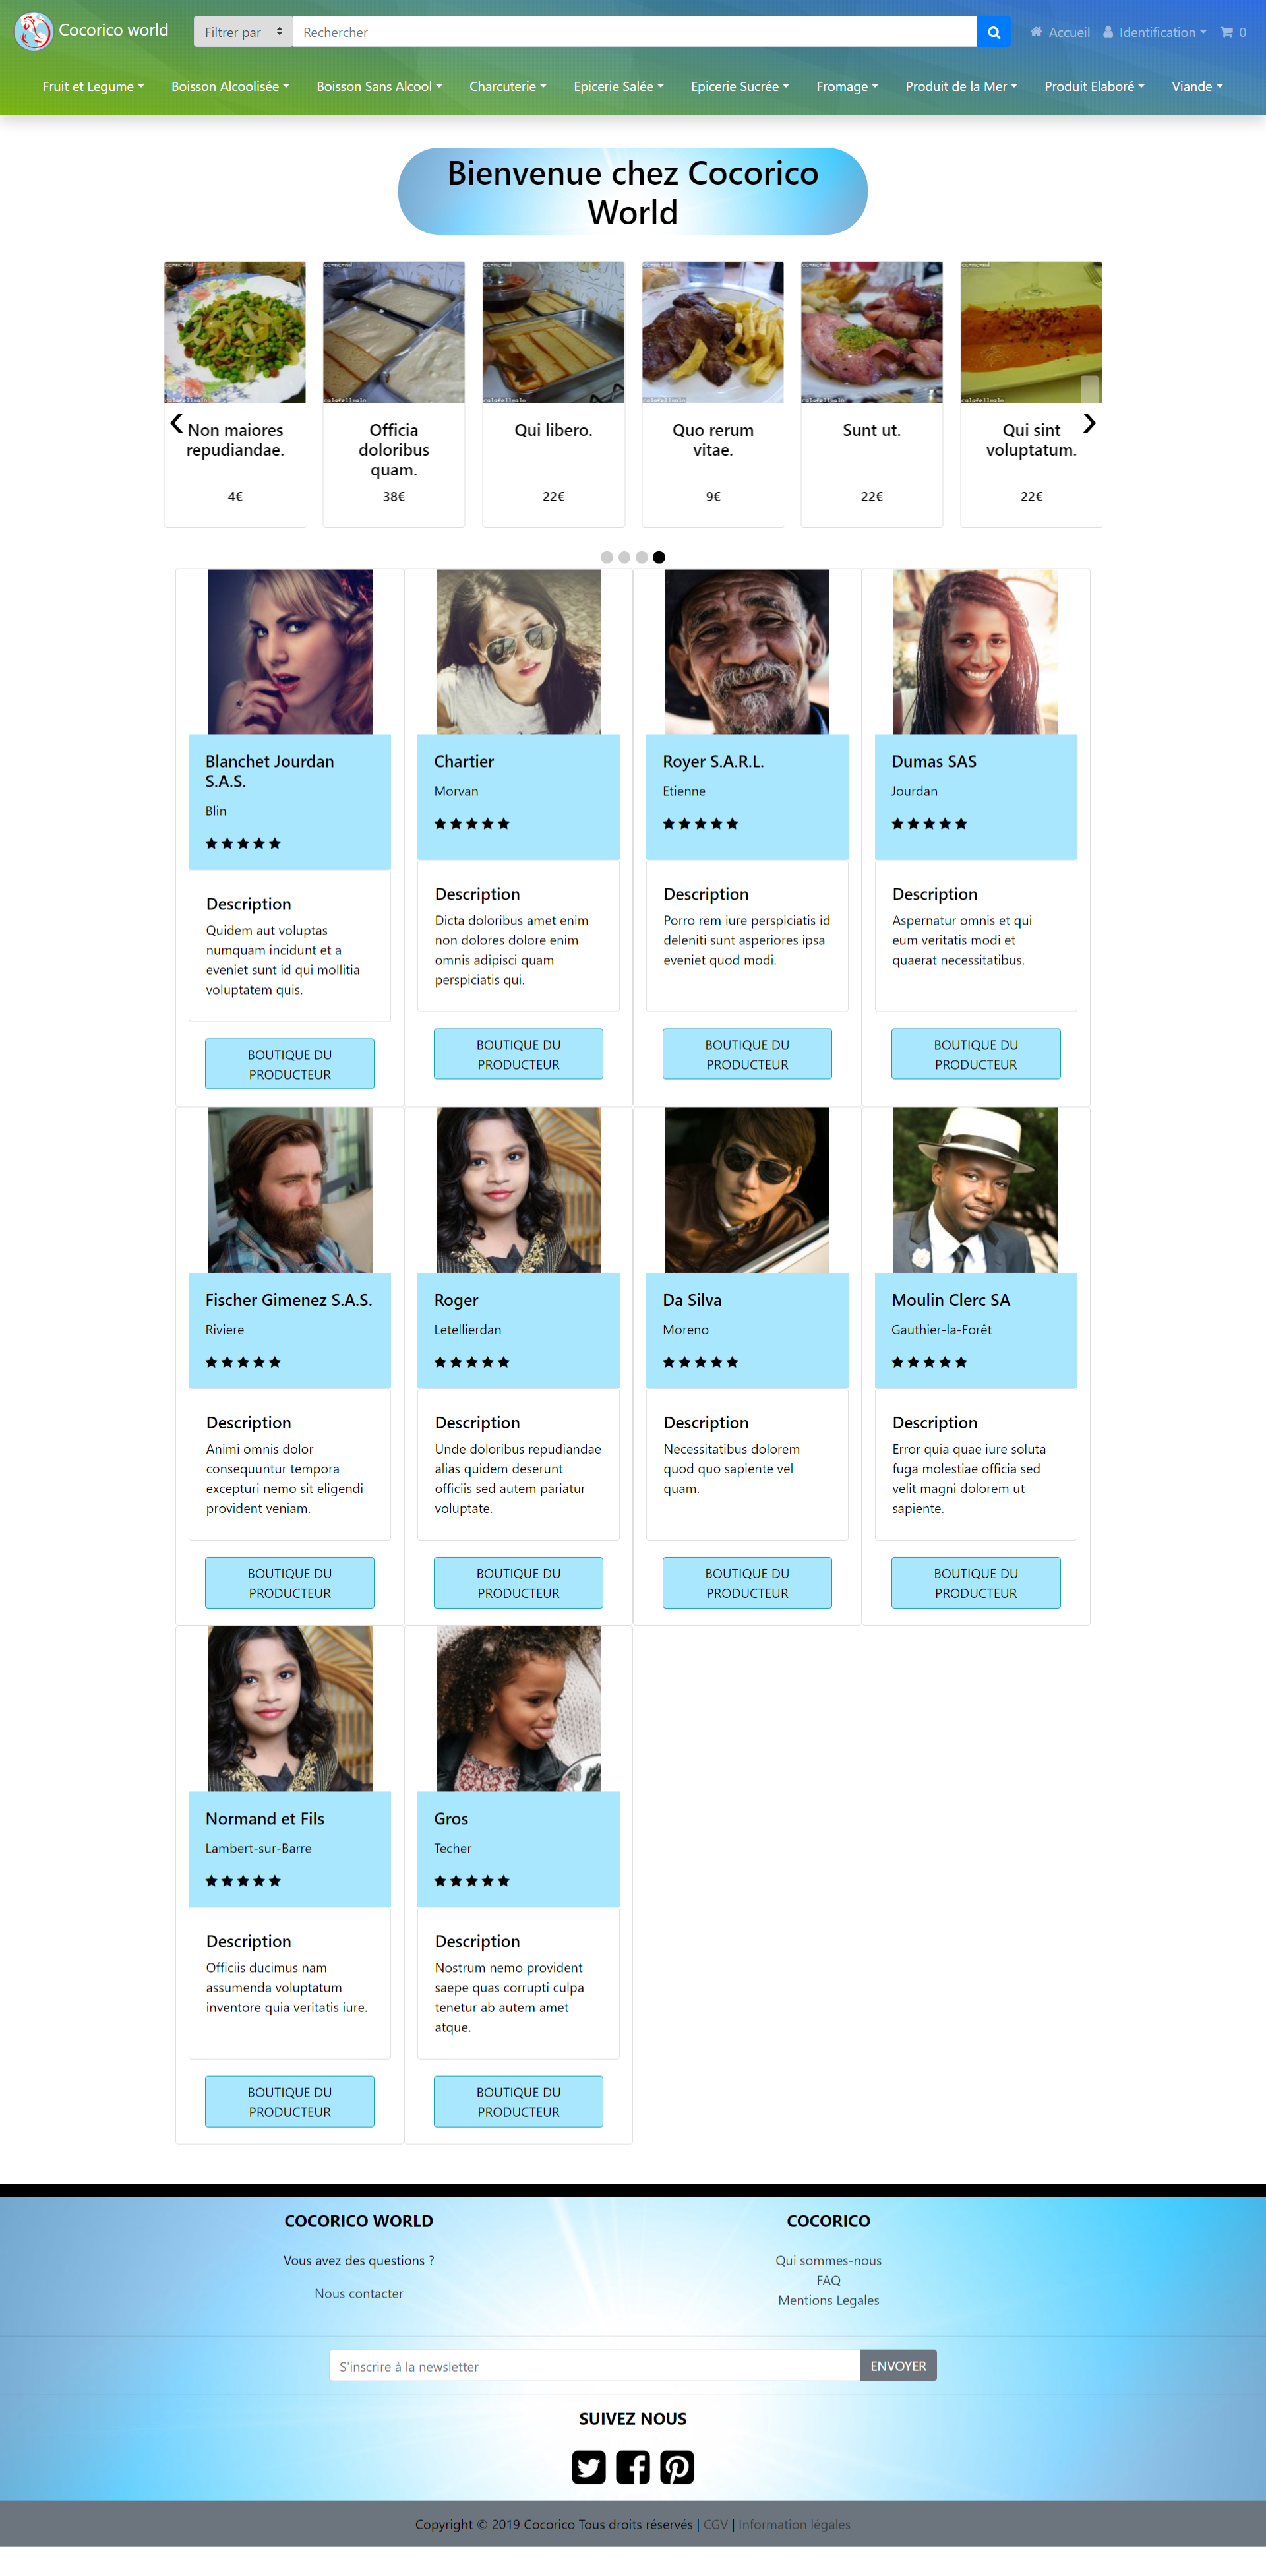 Cocorico world
Filtrer par
Rechercher
Accueil
Identification
0
Fruit et Legume
Boisson Alcoolisée
Boisson Sans Alcool
Charcuterie
Epicerie Salée
Epicerie Sucrée
Fromage
Produit de la Mer
Produit Elaboré
Viande
Bienvenue chez Cocorico
World
Non maiores
repudiandae.
4€
Officia
doloribus
quam.
38€
Qui libero.
22€
Quo rerum
vitae.
9€
Sunt ut.
22€
Qui sint
voluptatum.
22€
Blanchet Jourdan
S.A.S.
Blin
Description
Quidem aut voluptas
numquam incidunt et a
eveniet sunt id qui mollitia
voluptatem quis.
BOUTIQUE DU
PRODUCTEUR
Chartier
Morvan
Description
Dicta doloribus amet enim
non dolores dolore enim
omnis adipisci quam
perspiciatis qui.
BOUTIQUE DU
PRODUCTEUR
Royer S.A.R.L.
Etienne
Description
Porro rem iure perspiciatis id
deleniti sunt asperiores ipsa
eveniet quod modi.
BOUTIQUE DU
PRODUCTEUR
Dumas SAS
Jourdan
Description
Aspernatur omnis et qui
eum veritatis modi et
quaerat necessitatibus.
BOUTIQUE DU
PRODUCTEUR
Fischer Gimenez S.A.S.
Riviere
Description
Animi omnis dolor
consequuntur tempora
excepturi nemo sit eligendi
provident veniam.
BOUTIQUE DU
PRODUCTEUR
Roger
Letellierdan
Description
Unde doloribus repudiandae
alias quidem deserunt
officiis sed autem pariatur
voluptate.
BOUTIQUE DU
PRODUCTEUR
Da Silva
Moreno
Description
Necessitatibus dolorem
quod quo sapiente vel
quam.
BOUTIQUE DU
PRODUCTEUR
Moulin Clerc SA
Gauthier-la-Forêt
Description
Error quia quae iure soluta
fuga molestiae officia sed
velit magni dolorem ut
sapiente.
BOUTIQUE DU
PRODUCTEUR
Normand et Fils
Lambert-sur-Barre
Description
Officiis ducimus nam
assumenda voluptatum
inventore quia veritatis iure.
BOUTIQUE DU
PRODUCTEUR
Gros
Techer
Description
Nostrum nemo provident
saepe quas corrupti culpa
tenetur ab autem amet
atque.
BOUTIQUE DU
PRODUCTEUR
COCORICO WORLD
Vous avez des questions ?
Nous contacter
COCORICO
Qui sommes-nous
FAQ
Mentions Legales
S'inscrire à la newsletter
ENVOYER
SUIVEZ NOUS
Copyright © 2019 Cocorico Tous droits réservés | CGV | Information légales